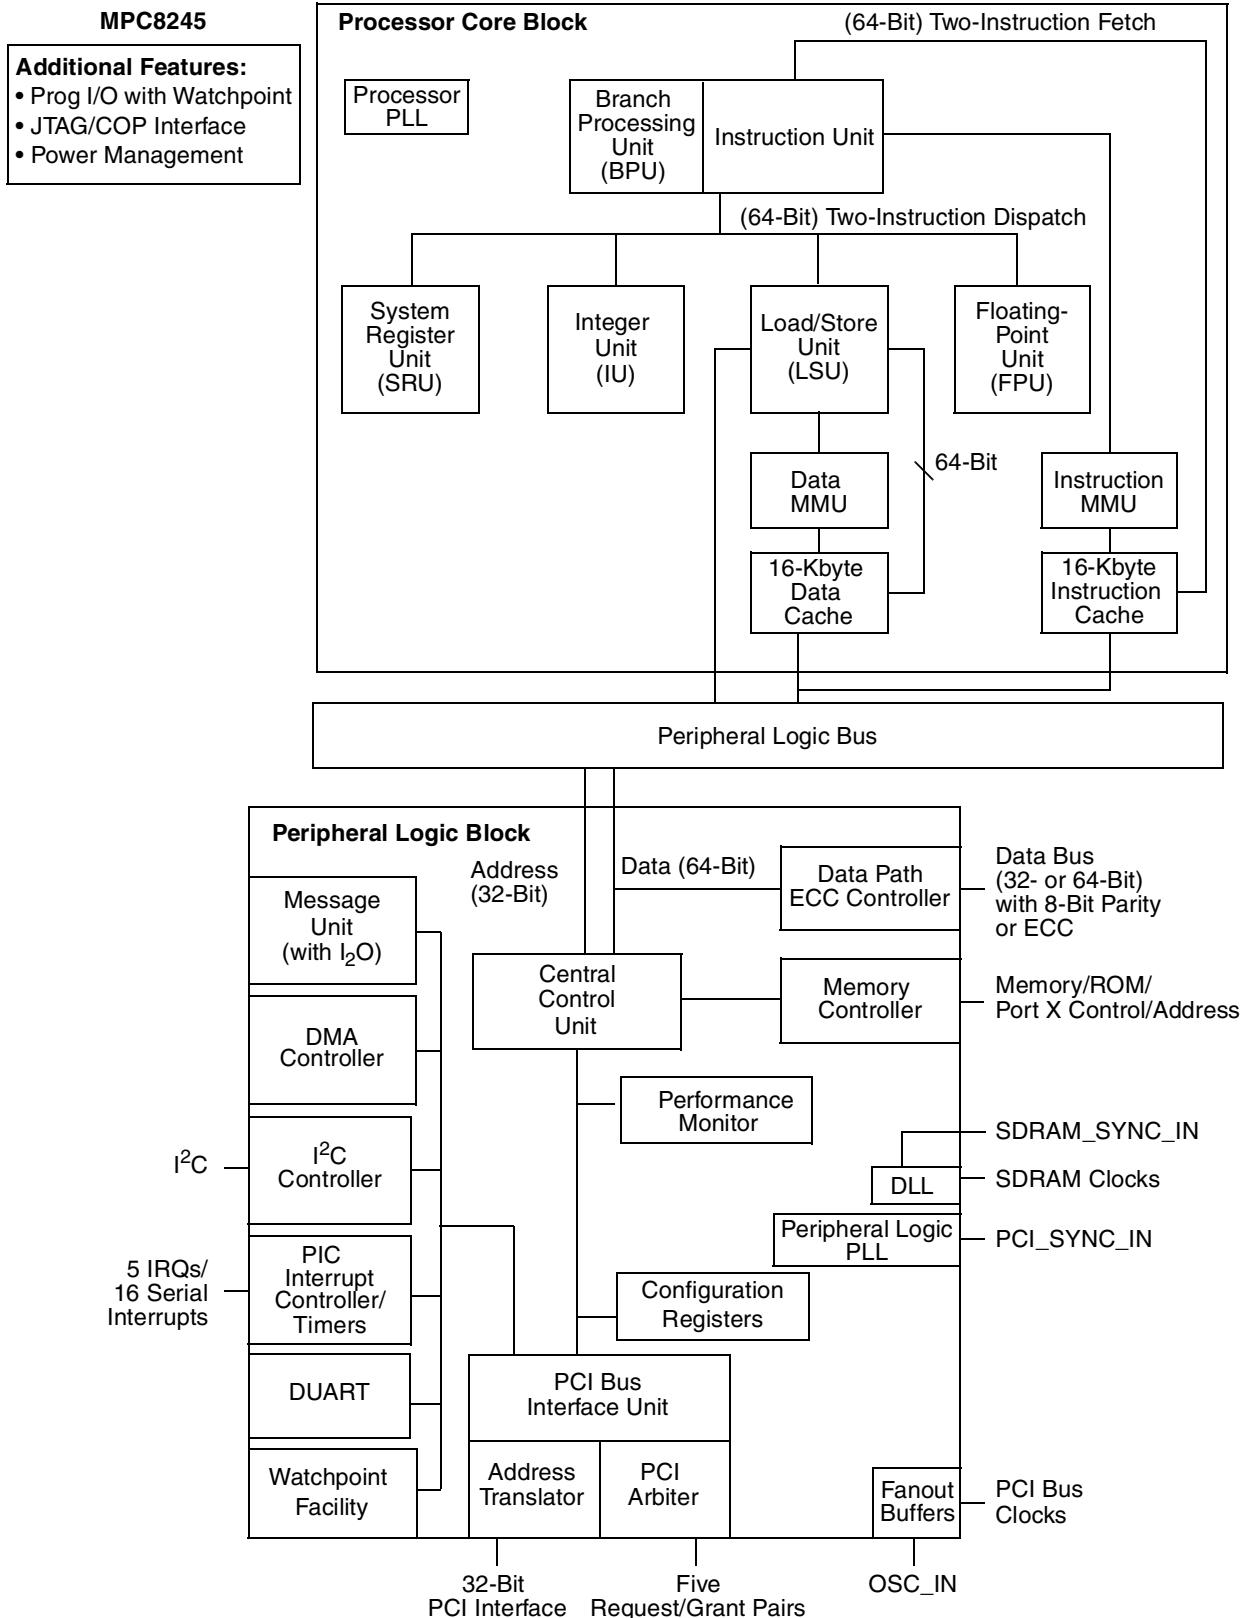 MPC8245
Additional Features:
• Prog I/O with Watchpoint
• JTAG/COP Interface
• Power Management
Processor Core Block
(64-Bit) Two-Instruction Fetch
Processor
PLL
Branch
Processing
Unit
(BPU)
Instruction Unit
(64-Bit) Two-Instruction Dispatch
System
Register
Unit
(SRU)
Integer
Unit
(IU)
Load/Store
Unit
(LSU)
Floating-
Point
Unit
(FPU)
64-Bit
Data
MMU
Instruction
MMU
16-Kbyte
Data
Cache
16-Kbyte
Instruction
Cache
Peripheral Logic Bus
Peripheral Logic Block
Address
(32-Bit)
Data (64-Bit)
Data Path
ECC Controller
Data Bus
(32- or 64-Bit)
with 8-Bit Parity
or ECC
Message
Unit
(with I2O)
Central
Control
Unit
Memory
Controller
Memory/ROM/
Port X Control/Address
DMA
Controller
Performance
Monitor
SDRAM_SYNC_IN
I²C
I²C
Controller
DLL
SDRAM Clocks
Peripheral Logic
PLL
PCI_SYNC_IN
5 IRQs/
16 Serial
Interrupts
PIC
Interrupt
Controller/
Timers
Configuration
Registers
DUART
PCI Bus
Interface Unit
Watchpoint
Facility
Address
Translator
PCI
Arbiter
Fanout
Buffers
PCI Bus
Clocks
32-Bit
PCI Interface
Five
Request/Grant Pairs
OSC_IN